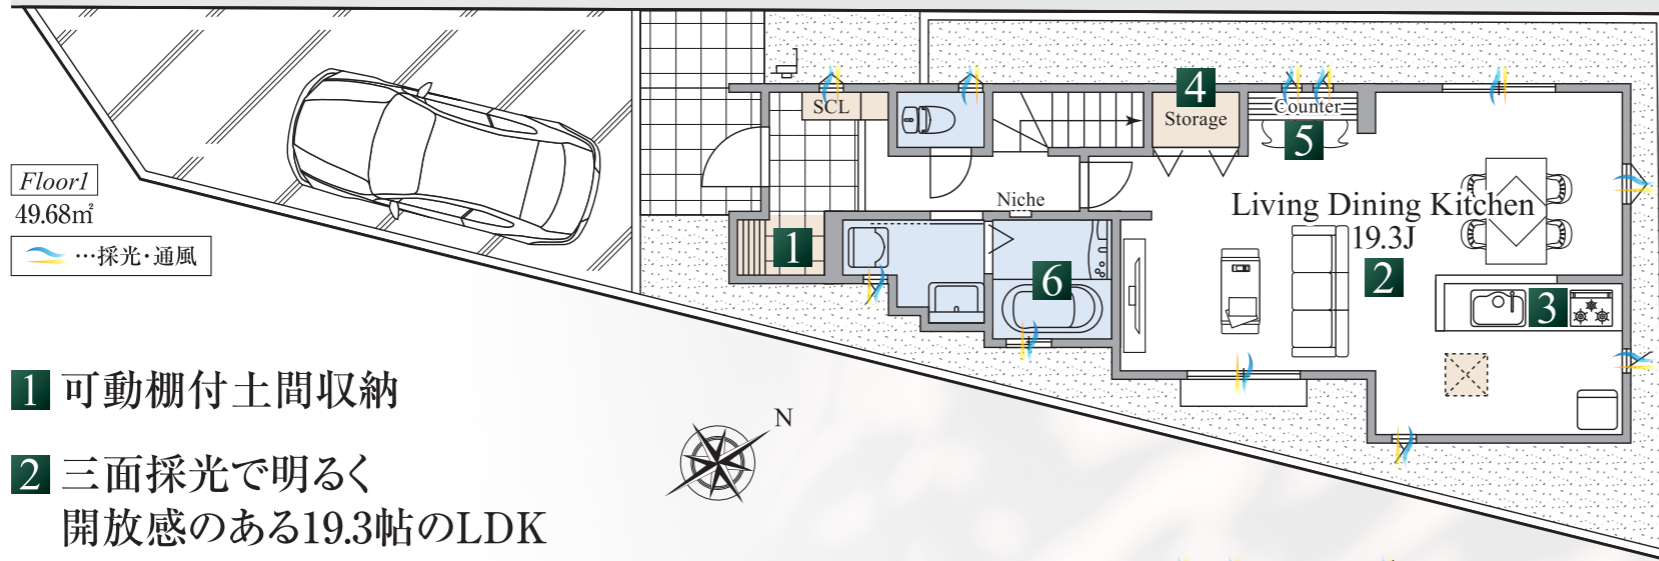 SCL
4
Storage
Counter
5
Floor1
49.68㎡
…採光・通風
Niche
Living Dining Kitchen
19.3J
1
2
6
3
1 可動棚付土間収納
N
2 三面採光で明るく
開放感のある19.3帖のLDK